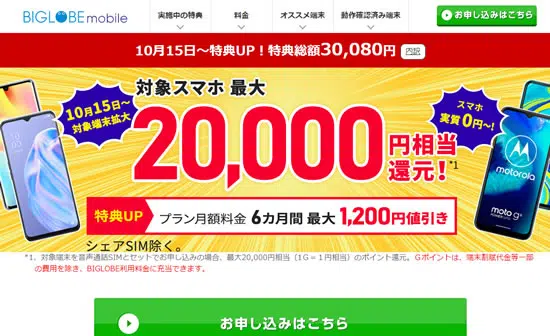 BIGLOBE mobile
実施中の特典
料金
オススメ端末
動作確認済み端末
お申し込みはこちら
10月15日～特典UP！特典総額30,080円
内訳
10月15日～
対象端末拡大
対象スマホ 最大
20,000円相当
還元！*1
スマホ
実質0円～!
motorola
moto g8
特典UP
プラン月額料金 6カ月間 最大 1,200円値引き
シェアSIM除く。
*1、対象端末を音声通話SIMとセットでお申し込みの場合、最大20,000円相当（1G＝1円相当）のポイント還元。Gポイントは、端末割賦代金等一部
の費用を除き、BIGLOBE利用料金に充当できます。
お申し込みはこちら